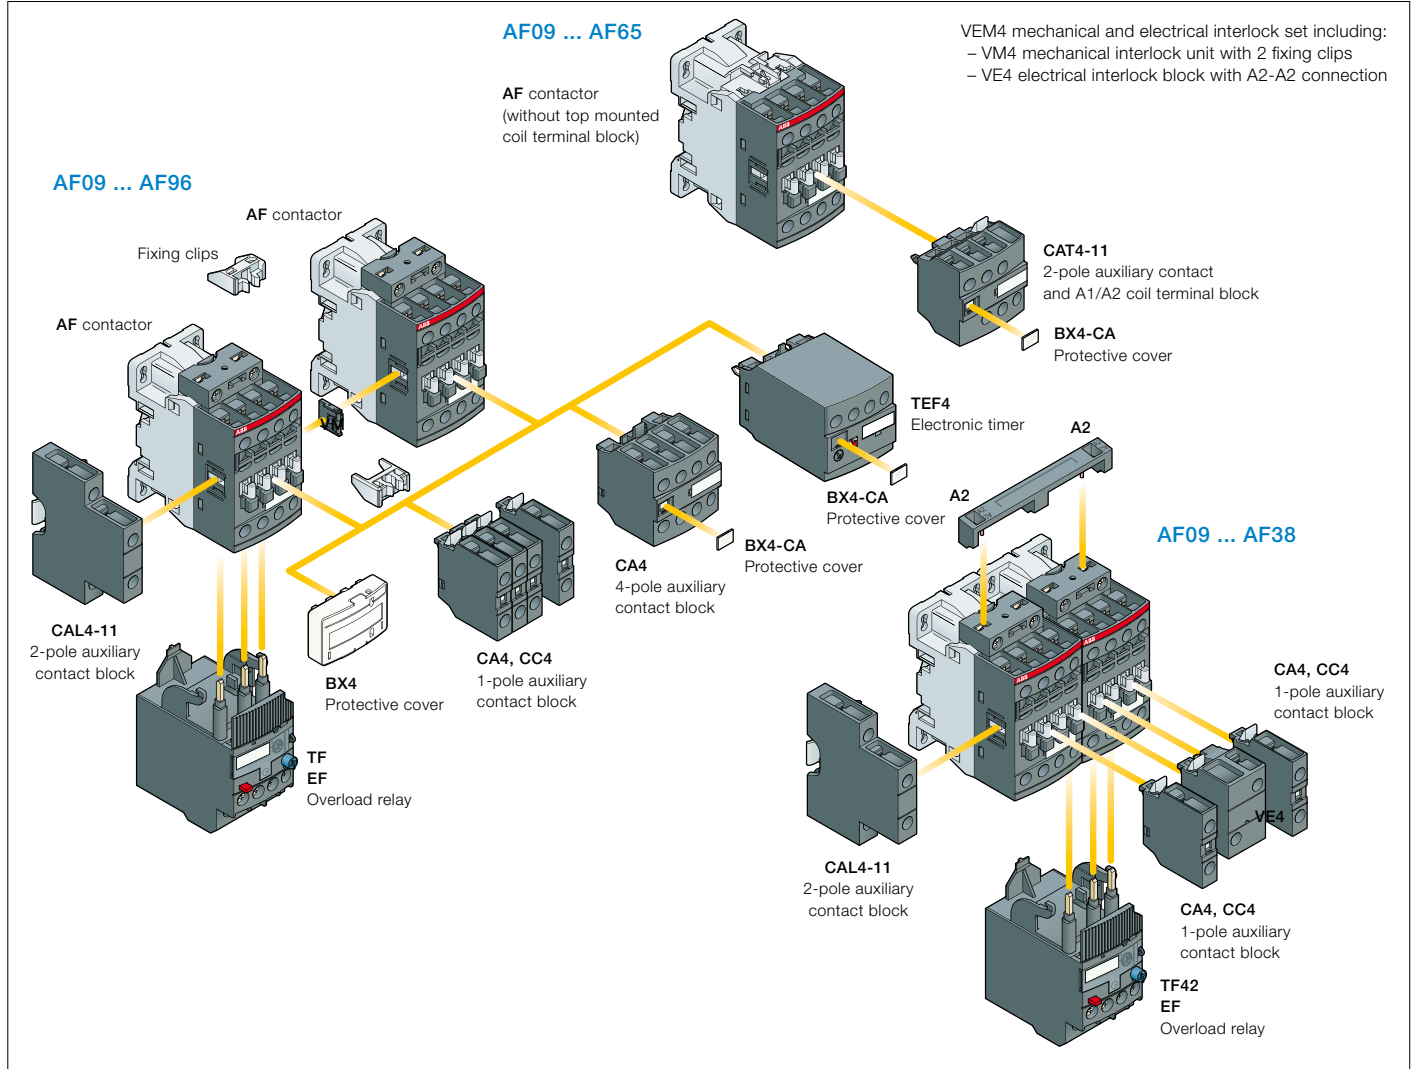 AF09 ... AF65
AF contactor
(without top mounted
coil terminal block)
VEM4 mechanical and electrical interlock set including:
– VM4 mechanical interlock unit with 2 fixing clips
– VE4 electrical interlock block with A2-A2 connection
ABB
CAT4-11
2-pole auxiliary contact
and A1/A2 coil terminal block
BX4-CA
Protective cover
AF09 ... AF96
AF contactor
Fixing clips
AF contactor
ABB
ABB
TEF4
Electronic timer
BX4-CA
Protective cover
CA4
4-pole auxiliary
contact block
BX4-CA
Protective cover
CA4, CC4
1-pole auxiliary
contact block
BX4
Protective cover
CAL4-11
2-pole auxiliary
contact block
TF
EF
Overload relay
A2
A2
AF09 ... AF38
ABB
ABB
CA4, CC4
1-pole auxiliary
contact block
VE4
CAL4-11
2-pole auxiliary
contact block
CA4, CC4
1-pole auxiliary
contact block
TF42
EF
Overload relay